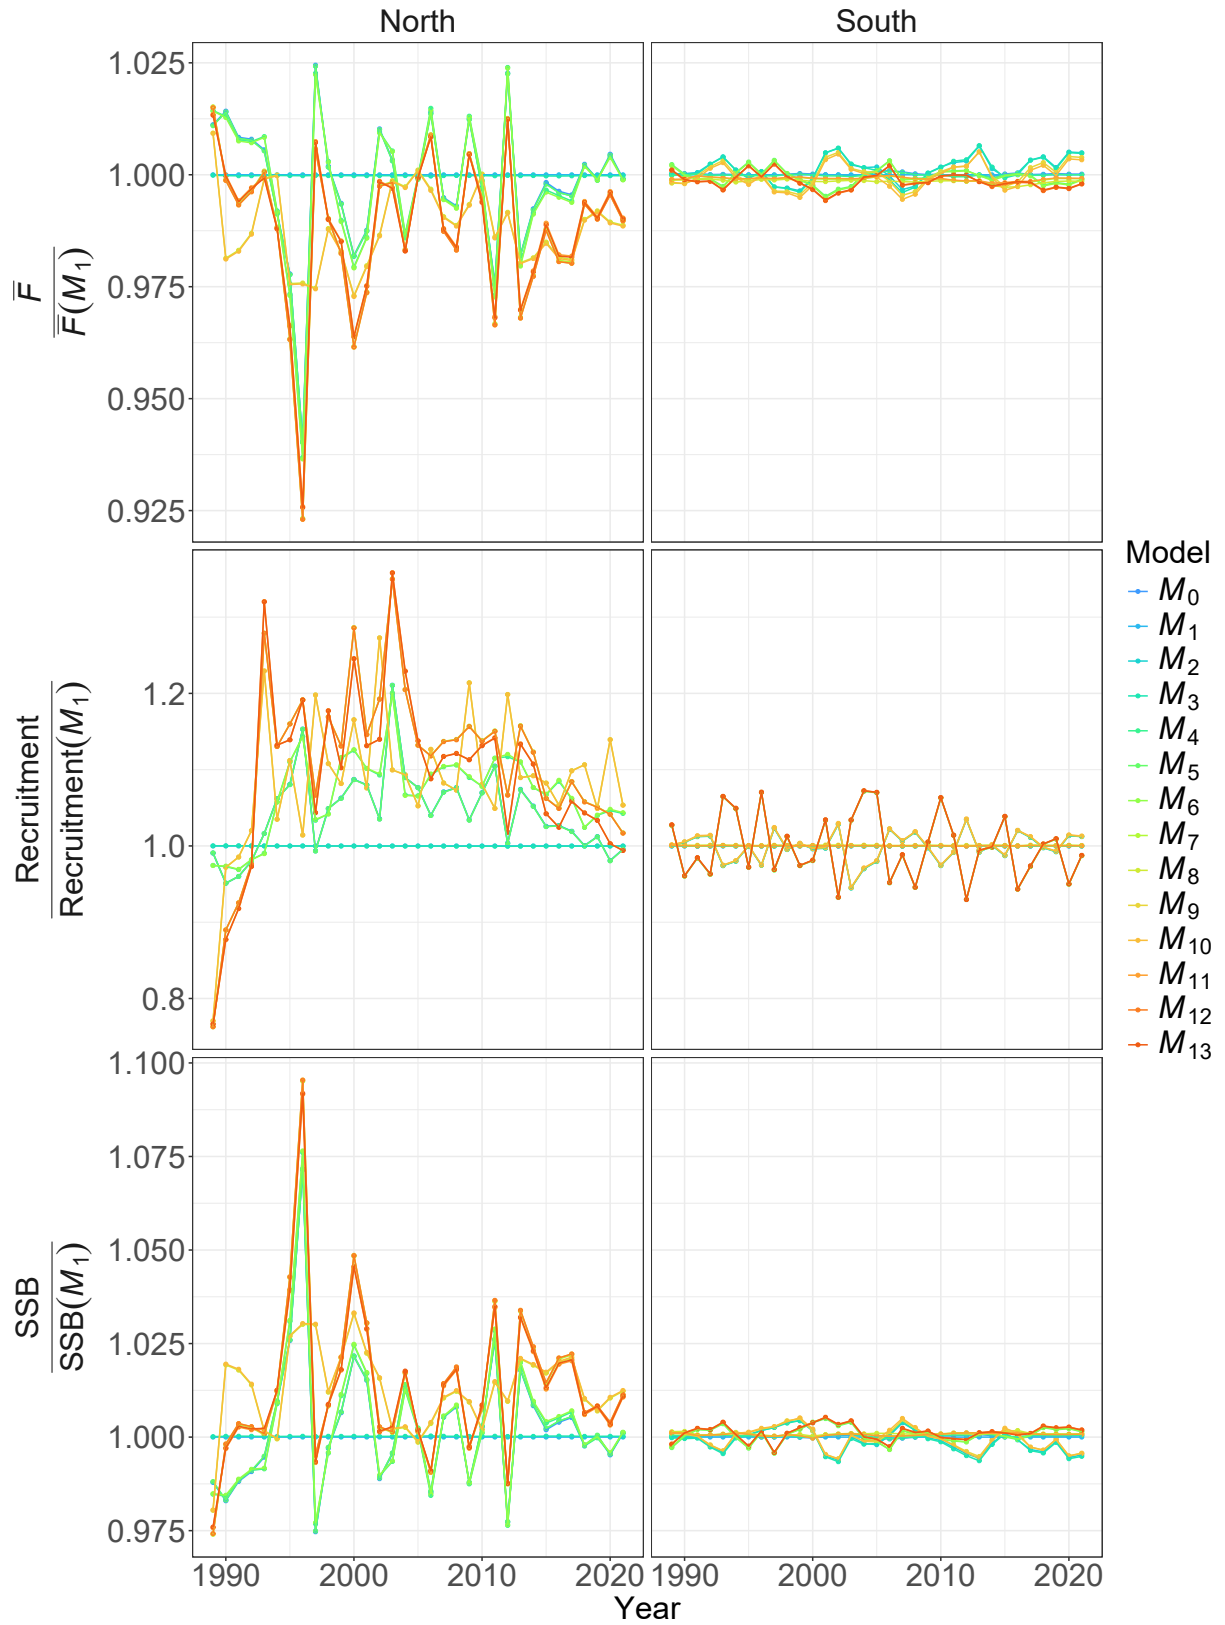 North
South
1.025
1.000
0.975
0.950
0.925
F
F(M1)
1.2
1.0
0.8
Recruitment
Recruitment(M1)
1.100
1.075
1.050
1.025
1.000
0.975
SSB
SSB(M1)
1990 2000 2010 2020
1990 2000 2010 2020
Year
Model
M0
M1
M2
M3
M4
M5
M6
M7
M8
M9
M10
M11
M12
M13